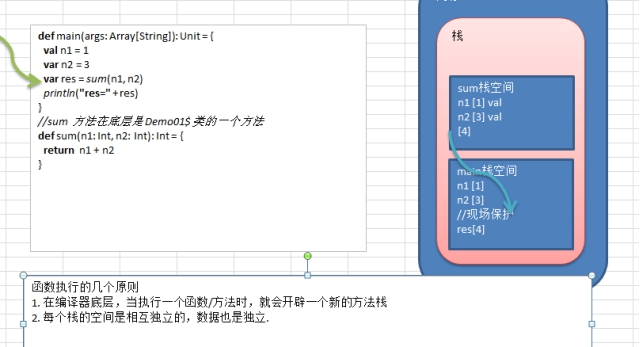 def main(args: Array[String]): Unit = {
val n1 = 1
var n2 = 3
var res = sum(n1, n2)
println("res=" + res)
}
//sum 方法在底层是 Demo01$ 类的一个方法
def sum(n1: Int, n2: Int): Int = {
return n1 + n2
}
栈
sum栈空间
n1 [1] val
n2 [3] val
[4]
main栈空间
n1 [1]
n2 [3]
//现场保护
res[4]
函数执行的几个原则
1. 在编译器底层，当执行一个函数/方法时，就会开辟一个新的方法栈
2. 每个栈的空间是相互独立的，数据也是独立.